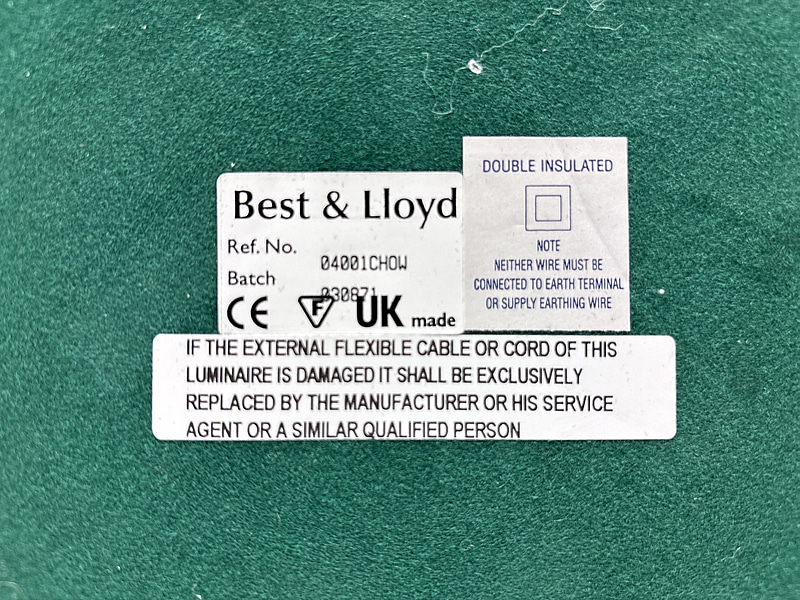 Best & Lloyd
Ref. No. 04001CHOW
Batch 030871
CE F UK made
DOUBLE INSULATED
NOTE
NEITHER WIRE MUST BE
CONNECTED TO EARTH TERMINAL
OR SUPPLY EARTHING WIRE
IF THE EXTERNAL FLEXIBLE CABLE OR CORD OF THIS
LUMINAIRE IS DAMAGED IT SHALL BE EXCLUSIVELY
REPLACED BY THE MANUFACTURER OR HIS SERVICE
AGENT OR A SIMILAR QUALIFIED PERSON